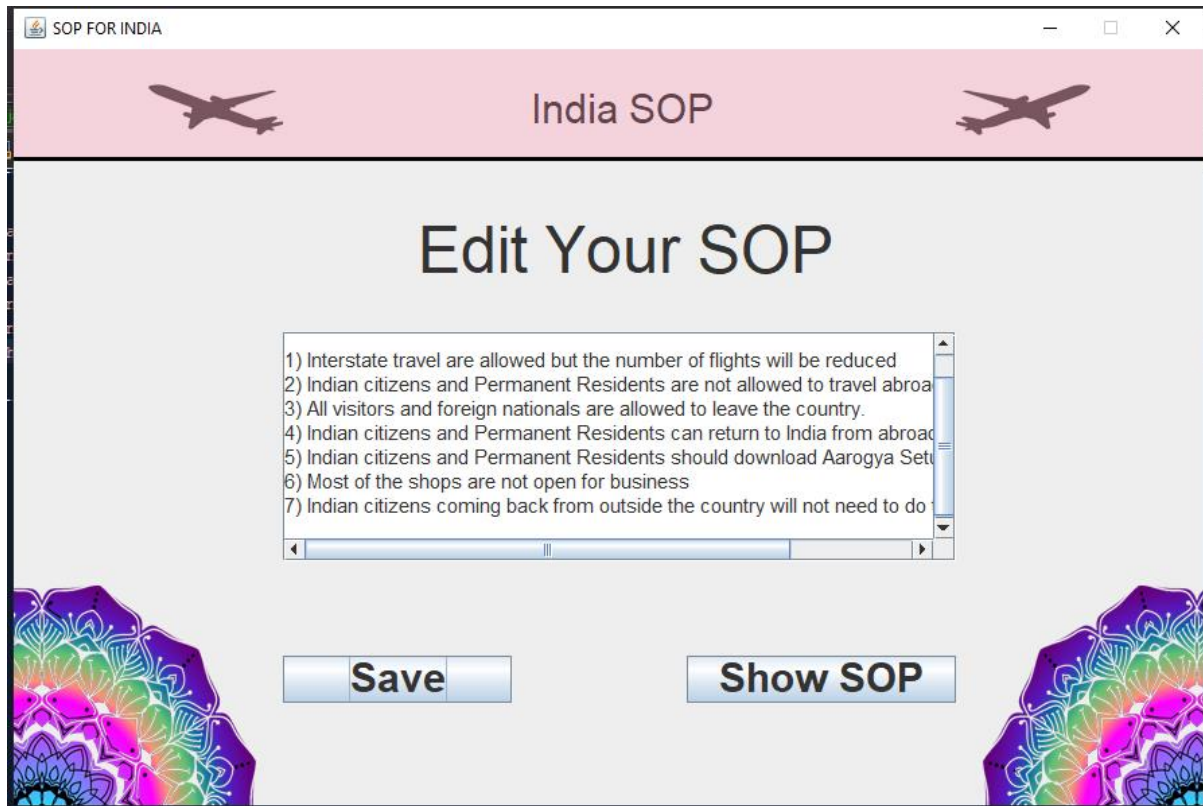 SOP FOR INDIA
India SOP
Edit Your SOP
1) Interstate travel are allowed but the number of flights will be reduced
2) Indian citizens and Permanent Residents are not allowed to travel
3) All visitors and foreign nationals are allowed to leave the country.
4) Indian citizens and Permanent Residents can return to India from
5) Indian citizens and Permanent Residents should download Aarogya
6) Most of the shops are not open for business
7) Indian citizens coming back from outside the country will not need to do
Save
Show SOP